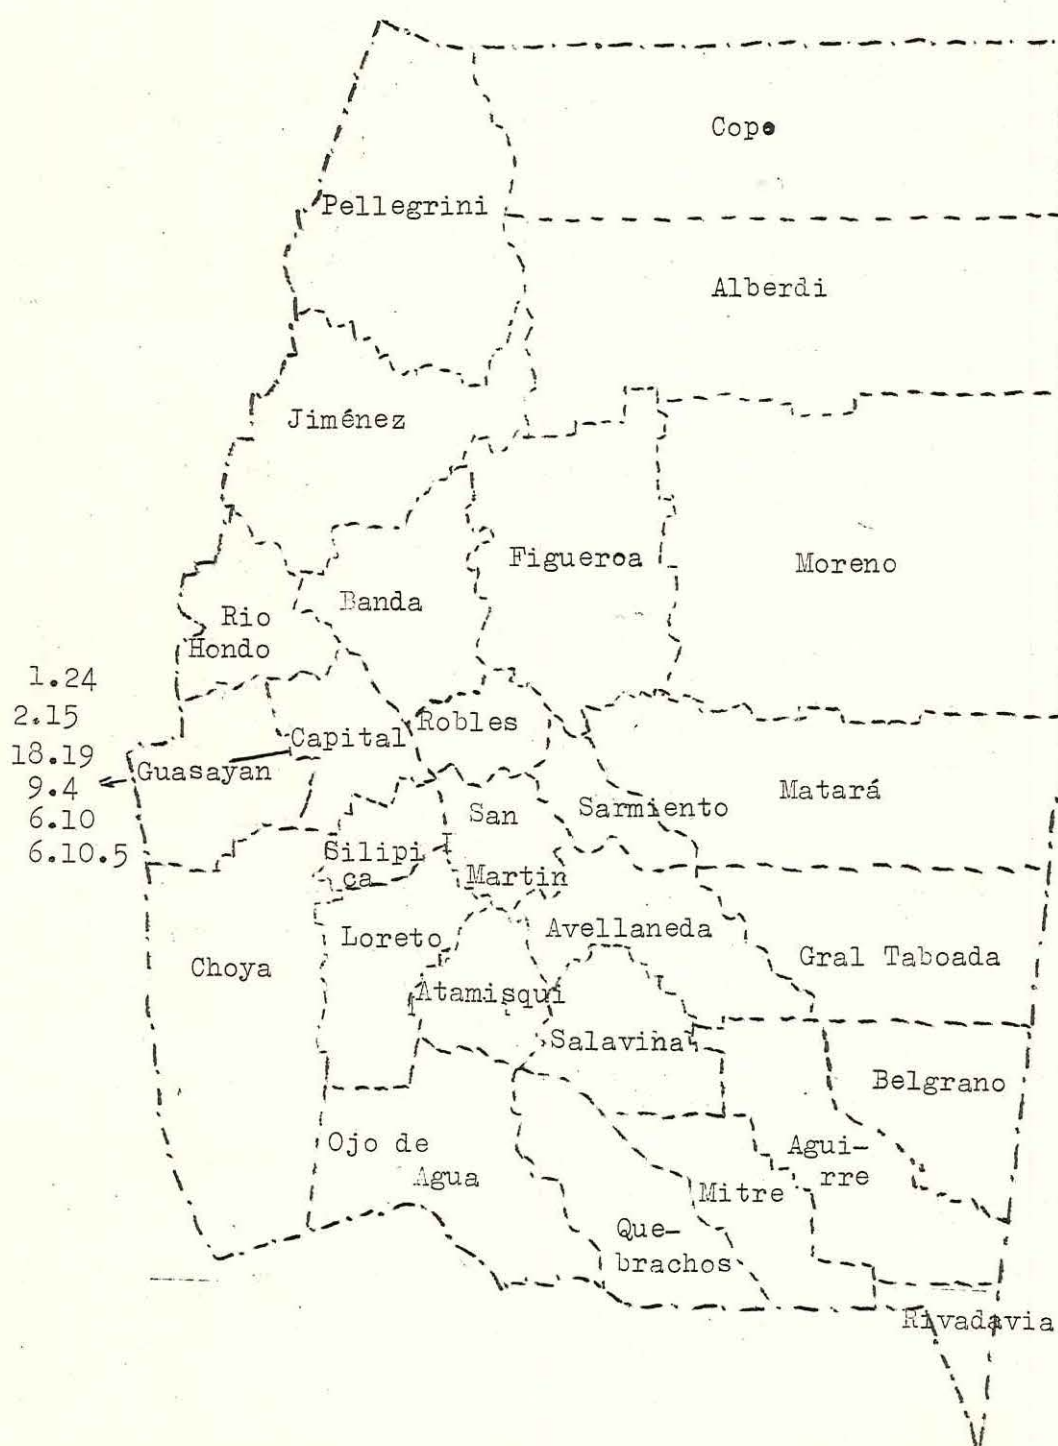 Cope
Pellegrini
Alberdi
Jiménez
Figueroa
Moreno
Banda
Rio
Hondo
1.24
2.15
18.19
9.4
6.10
6.10.5
Robles
Capital
Guasayan
Matará
Sarmiento
San
Martin
Silipi
ca
Loreto
Avellaneda
Gral Taboada
Choya
Atamisqui
Salavina
Belgrano
Ojo de
Agua
Agui-
rre
Mitre
Que-
brachos
Rivadavia